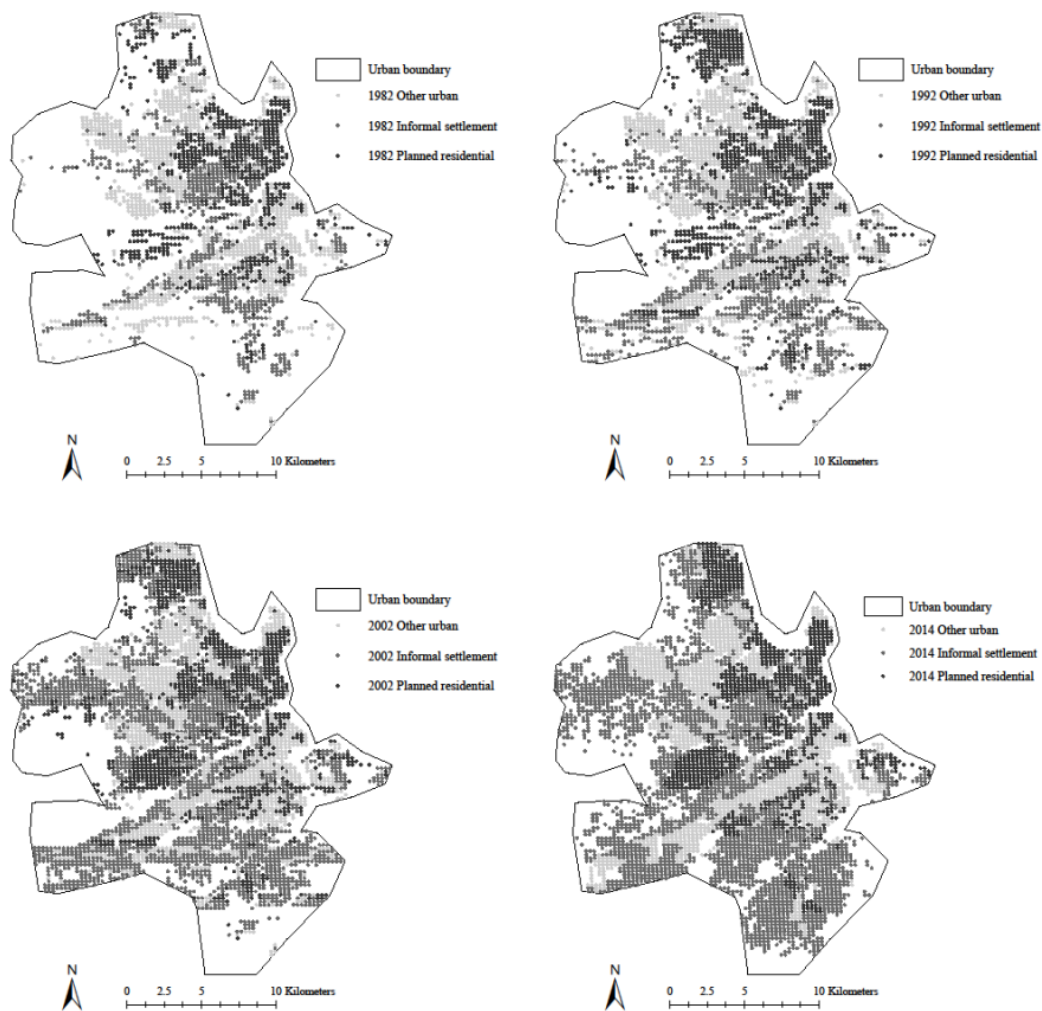 Urban boundary
1982 Other urban
1982 Informal settlement
1982 Planned residential
N
0 2.5 5 10 Kilometers
Urban boundary
1992 Other urban
1992 Informal settlement
1992 Planned residential
N
0 2.5 5 10 Kilometers
Urban boundary
2002 Other urban
2002 Informal settlement
2002 Planned residential
N
0 2.5 5 10 Kilometers
Urban boundary
2014 Other urban
2014 Informal settlement
2014 Planned residential
N
0 2.5 5 10 Kilometers